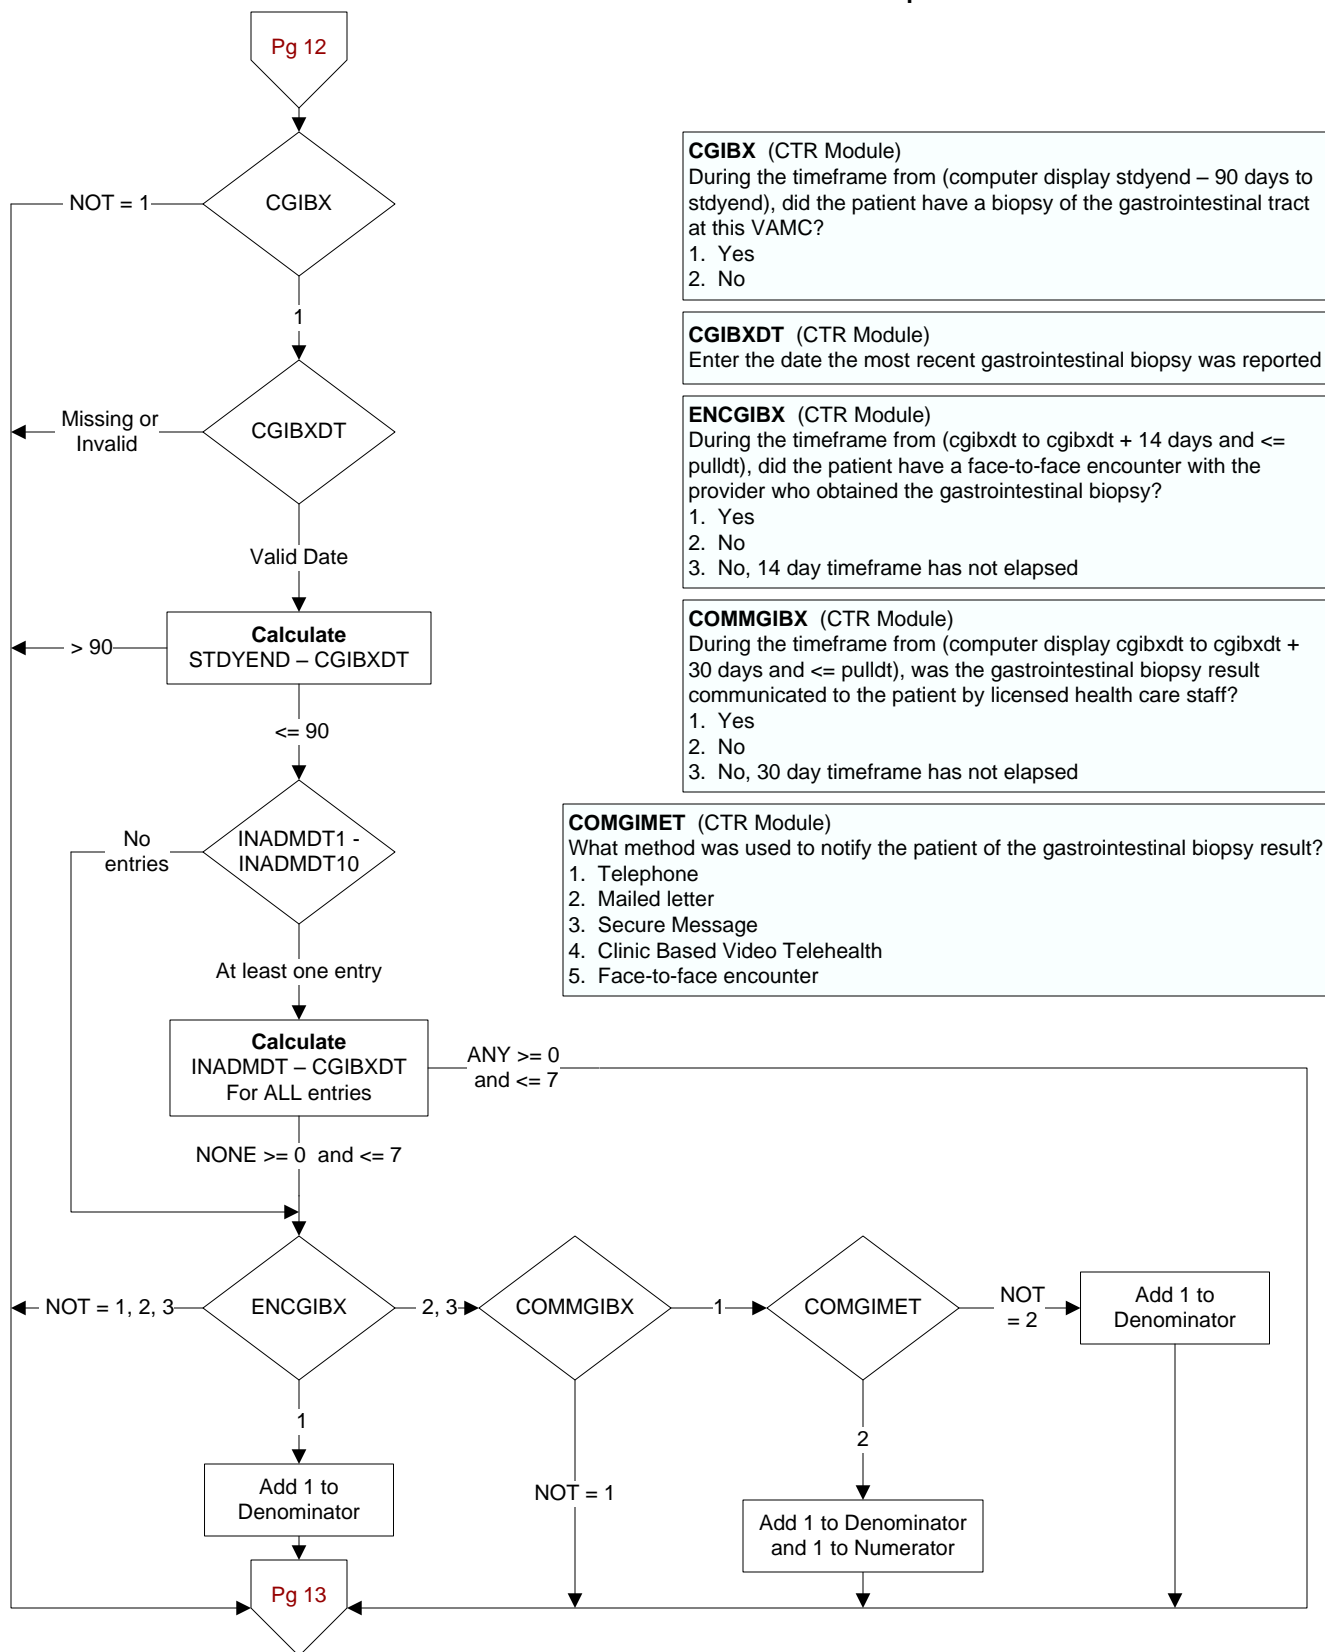 Pg 12
CGIBX
NOT = 1
1
CGIBXDT
Missing or
Invalid
Valid Date
Calculate
STDYEND – CGIBXDT
> 90
<= 90
INADMDT1 -
INADMDT10
No
entries
At least one entry
Calculate
INADMDT – CGIBXDT
For ALL entries
ANY >= 0
and <= 7
NONE >= 0 and <= 7
ENCGIBX
NOT = 1, 2, 3
2, 3
COMMGIBX
1
COMGIMET
NOT
= 2
Add 1 to
Denominator
1
2
NOT = 1
Add 1 to
Denominator
Add 1 to Denominator
and 1 to Numerator
Pg 13
CGIBX (CTR Module)
During the timeframe from (computer display stdyend – 90 days to
stdyend), did the patient have a biopsy of the gastrointestinal tract
at this VAMC?
1. Yes
2. No
CGIBXDT (CTR Module)
Enter the date the most recent gastrointestinal biopsy was reported
ENCGIBX (CTR Module)
During the timeframe from (cgibxdt to cgibxdt + 14 days and <=
pulldt), did the patient have a face-to-face encounter with the
provider who obtained the gastrointestinal biopsy?
1. Yes
2. No
3. No, 14 day timeframe has not elapsed
COMMGIBX (CTR Module)
During the timeframe from (computer display cgibxdt to cgibxdt +
30 days and <= pulldt), was the gastrointestinal biopsy result
communicated to the patient by licensed health care staff?
1. Yes
2. No
3. No, 30 day timeframe has not elapsed
COMGIMET (CTR Module)
What method was used to notify the patient of the gastrointestinal biopsy result?
1. Telephone
2. Mailed letter
3. Secure Message
4. Clinic Based Video Telehealth
5. Face-to-face encounter